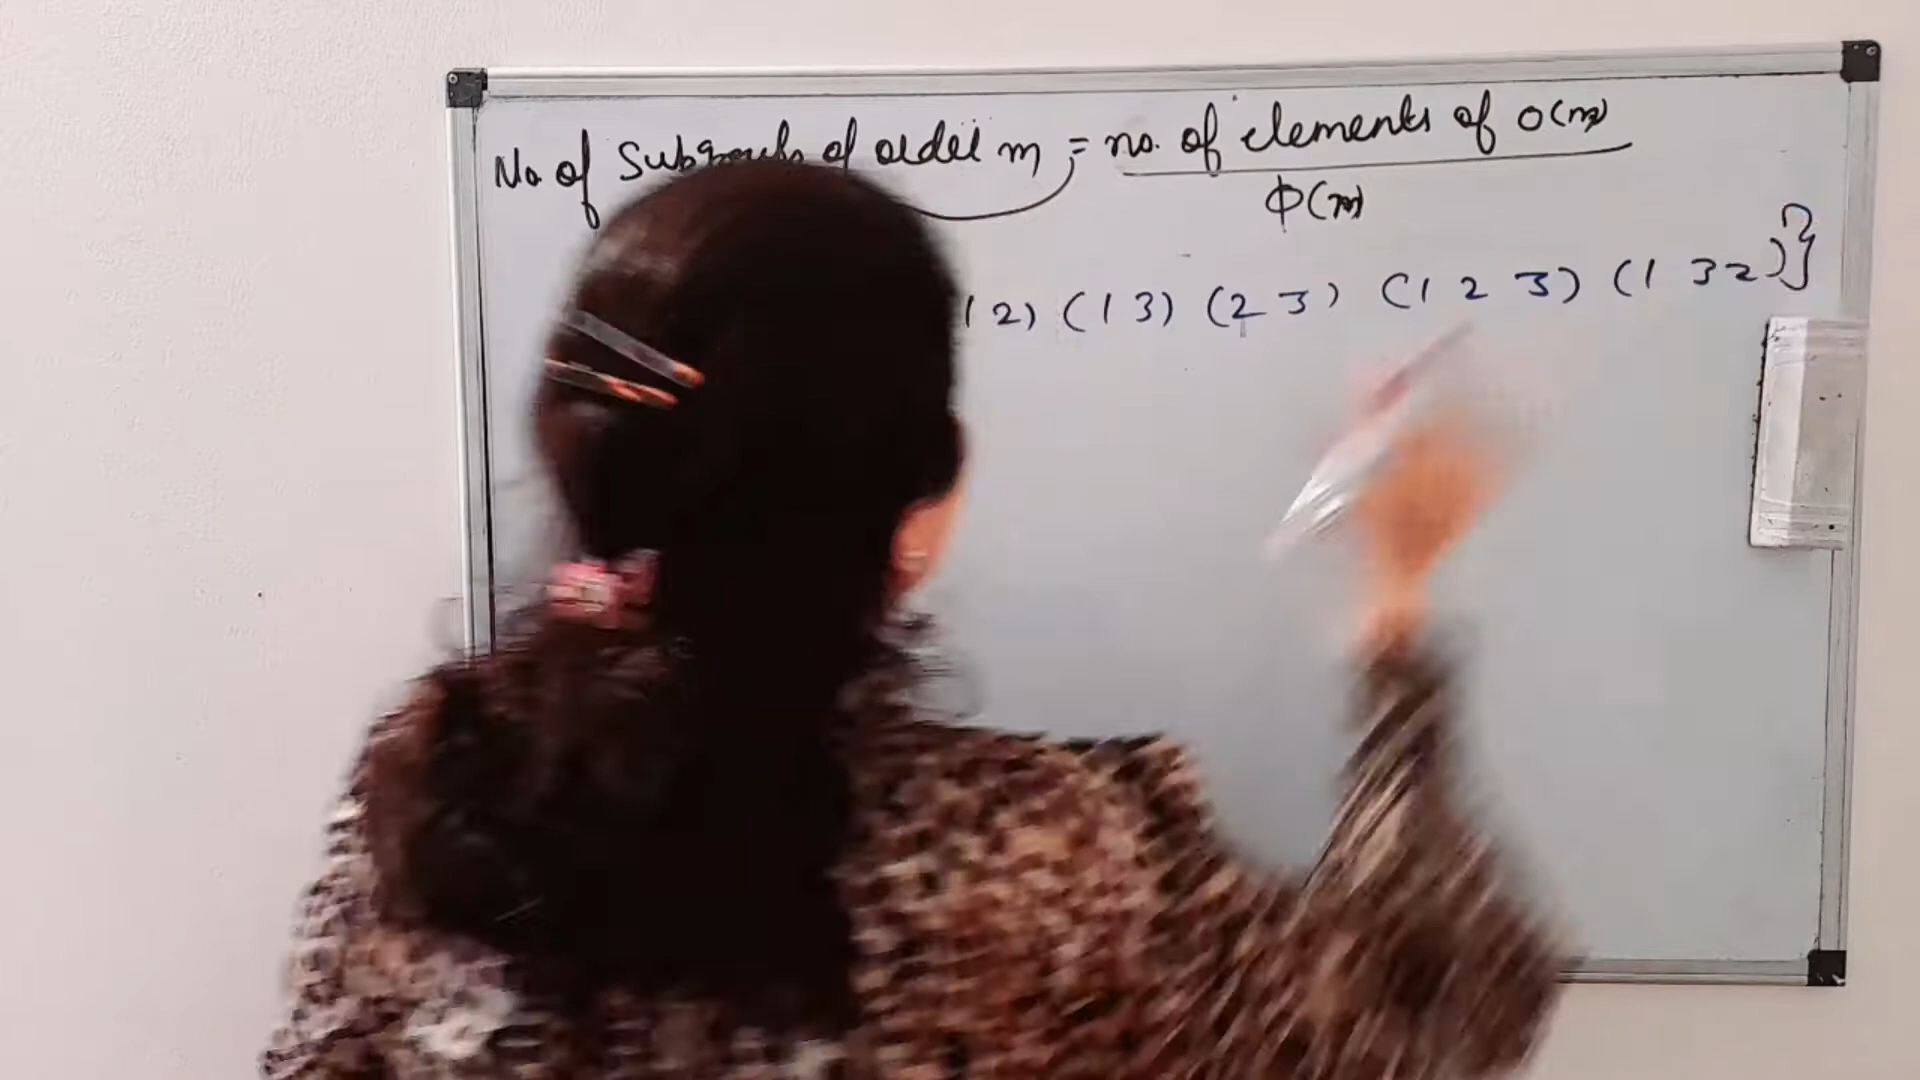 No. of Subgroups of order m = no. of elements of O(m)
ϕ(m)
1 2) (1 3) (2 3) (1 2 3) (1 3 2)}